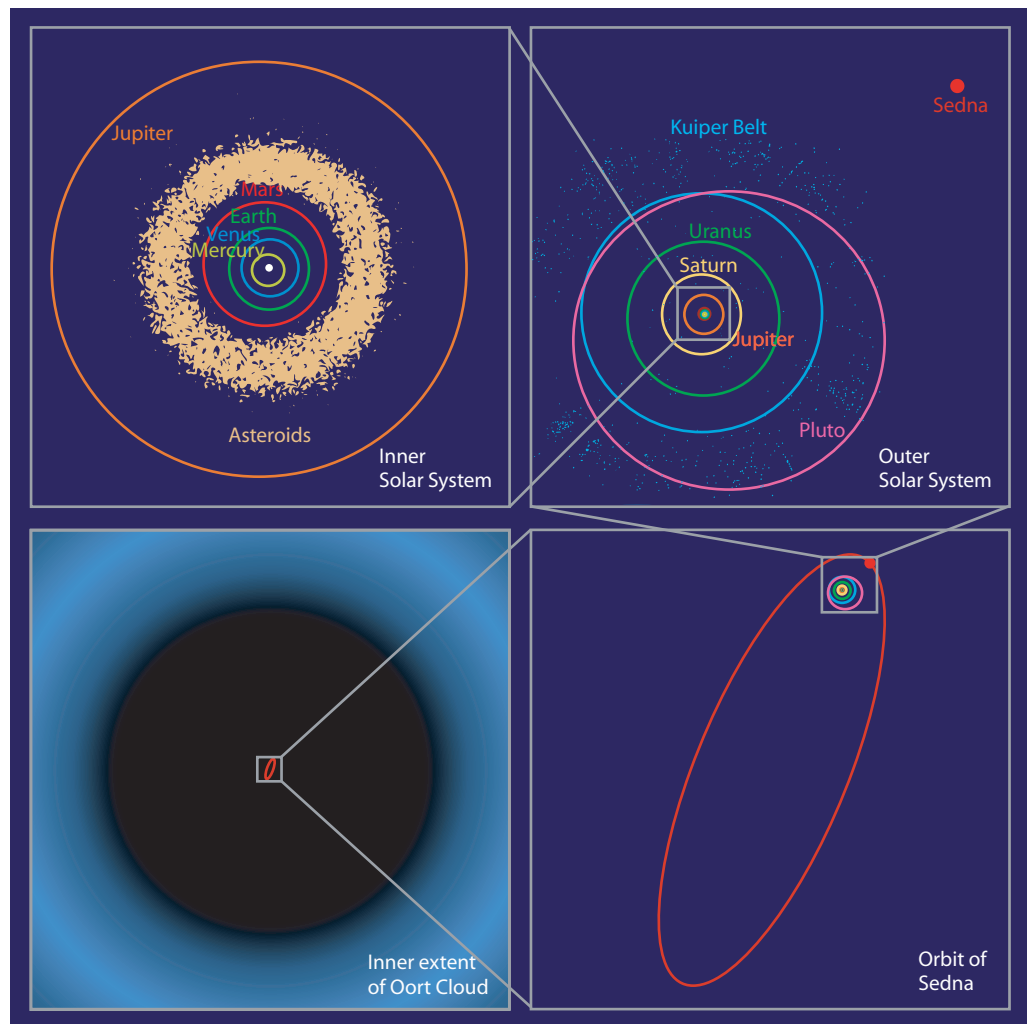 Jupiter
Mars
Earth
Venus
Mercury
Asteroids
Inner
Solar System
Sedna
Kuiper Belt
Uranus
Saturn
Jupiter
Pluto
Outer
Solar System
Inner extent
of Oort Cloud
Orbit of
Sedna